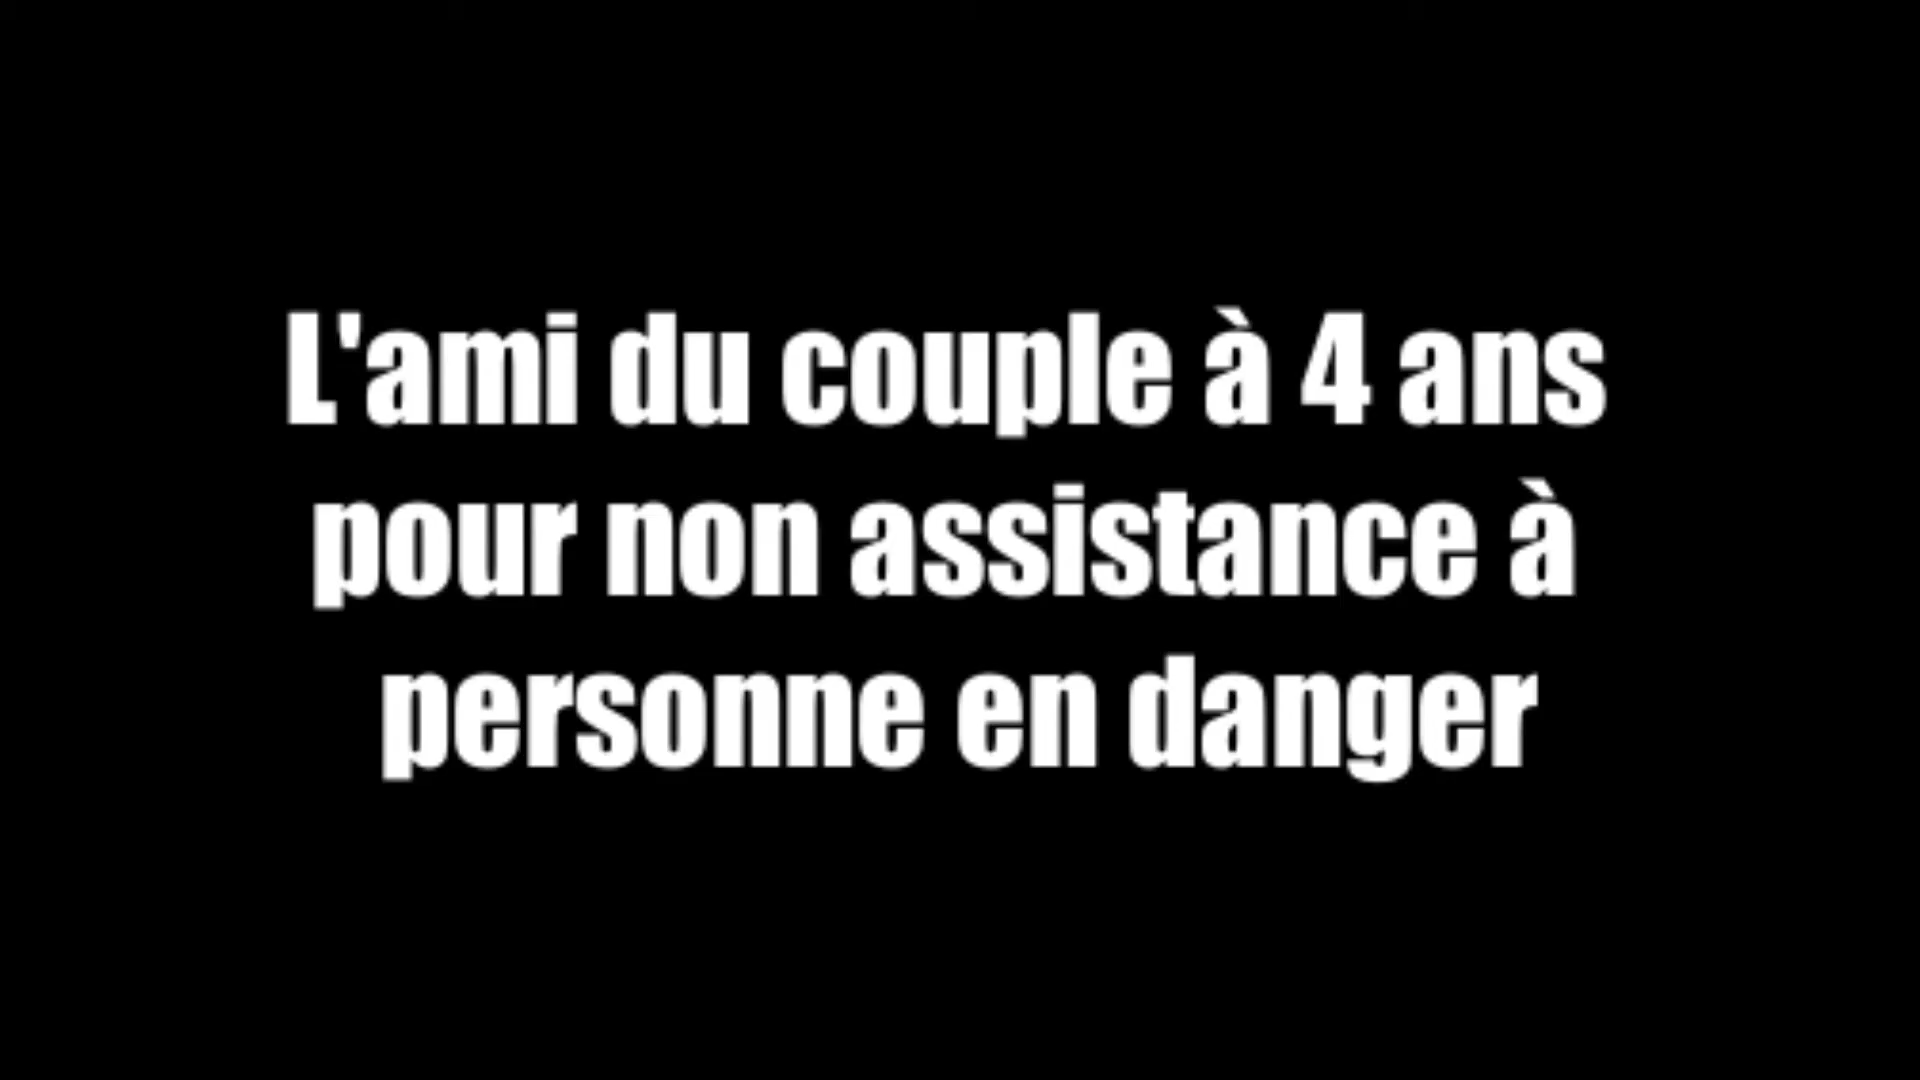 L'ami du couple à 4 ans
pour non assistance à
personne en danger